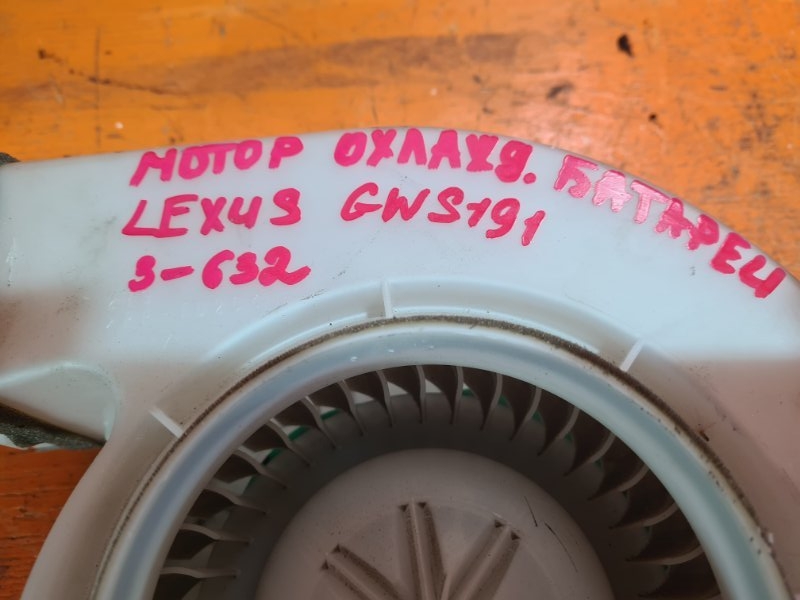 МОТОР ОХЛАЖД. БАТАРЕИ
LEXUS GWS191
3-632